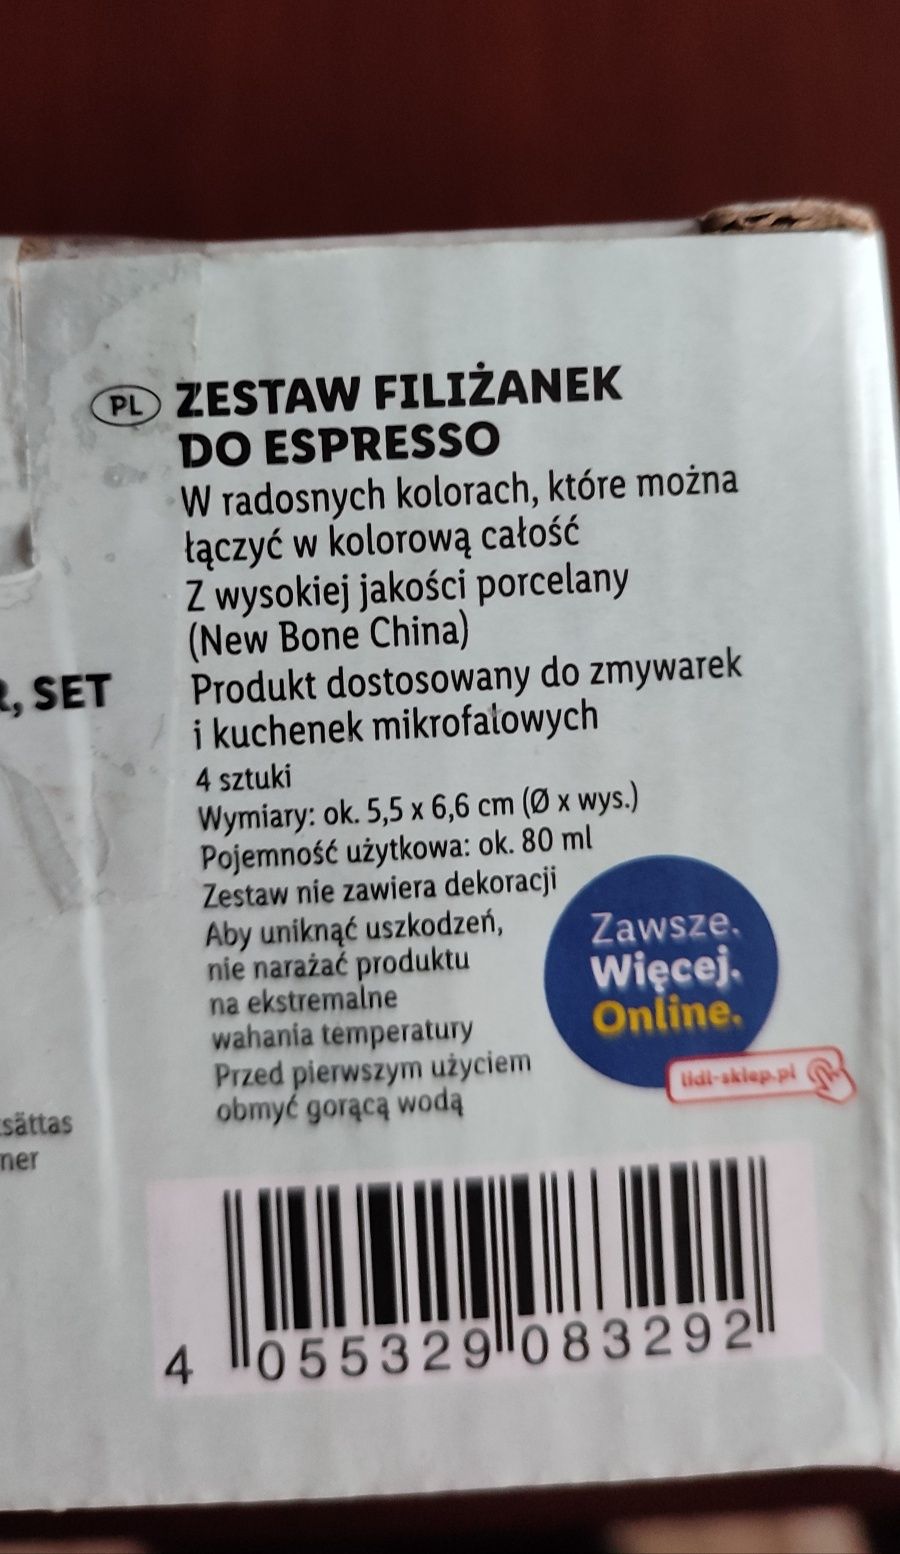 PL ZESTAW FILIŻANEK
DO ESPRESSO
W radosnych kolorach, które można
łączyć w kolorową całość
Z wysokiej jakości porcelany
(New Bone China)
Produkt dostosowany do zmywarek
i kuchenek mikrofalowych
4 sztuki
Wymiary: ok. 5,5 x 6,6 cm (Ø x wys.)
Pojemność użytkowa: ok. 80 ml
Zestaw nie zawiera dekoracji
Aby uniknąć uszkodzeń,
nie narażać produktu
na ekstremalne
wahania temperatury
Przed pierwszym użyciem
obmyć gorącą wodą
Zawsze.
Więcej.
Online.
lidl-sklep.pl
, SET
sättas
ner
4 055329 083292